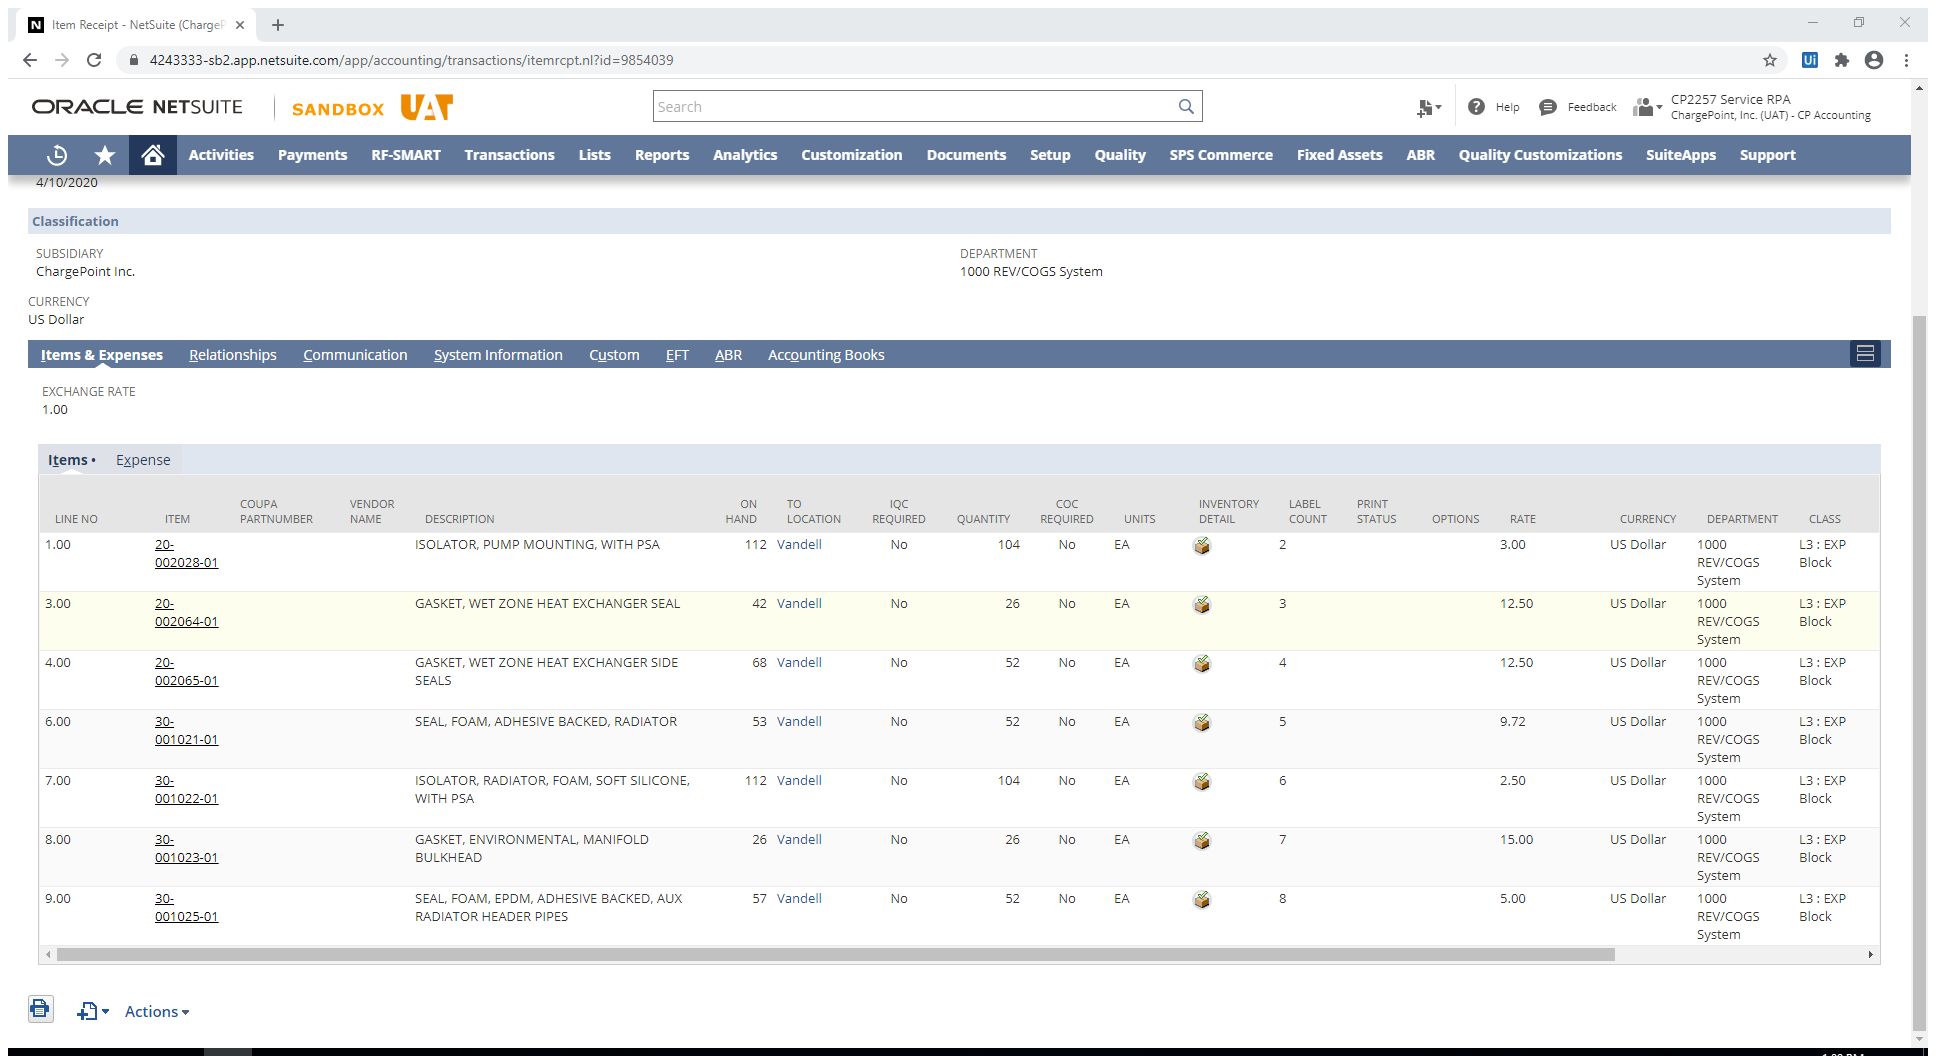 Item Receipt - NetSuite (ChargeP
4243333-sb2.app.netsuite.com/app/accounting/transactions/itemrcpt.nl?id=9854039
ORACLE NETSUITE SANDBOX UAT
Search
Help
Feedback
CP2257 Service RPA
ChargePoint, Inc. (UAT) - CP Accounting
Activities Payments RF-SMART Transactions Lists Reports Analytics Customization Documents Setup Quality SPS Commerce Fixed Assets ABR Quality Customizations SuiteApps Support
4/10/2020
Classification
SUBSIDIARY
ChargePoint Inc.
DEPARTMENT
1000 REV/COGS System
CURRENCY
US Dollar
Items & Expenses Relationships Communication System Information Custom EFT ABR Accounting Books
EXCHANGE RATE
1.00
Items • Expense
LINE NO ITEM COUPA PARTNUMBER VENDOR NAME DESCRIPTION ON HAND TO LOCATION IQC REQUIRED QUANTITY COC REQUIRED UNITS INVENTORY DETAIL LABEL COUNT PRINT STATUS OPTIONS RATE CURRENCY DEPARTMENT CLASS
1.00 20-002028-01 ISOLATOR, PUMP MOUNTING, WITH PSA 112 Vandell No 104 No EA 2 3.00 US Dollar 1000 REV/COGS System L3 : EXP Block
3.00 20-002064-01 GASKET, WET ZONE HEAT EXCHANGER SEAL 42 Vandell No 26 No EA 3 12.50 US Dollar 1000 REV/COGS System L3 : EXP Block
4.00 20-002065-01 GASKET, WET ZONE HEAT EXCHANGER SIDE SEALS 68 Vandell No 52 No EA 4 12.50 US Dollar 1000 REV/COGS System L3 : EXP Block
6.00 30-001021-01 SEAL, FOAM, ADHESIVE BACKED, RADIATOR 53 Vandell No 52 No EA 5 9.72 US Dollar 1000 REV/COGS System L3 : EXP Block
7.00 30-001022-01 ISOLATOR, RADIATOR, FOAM, SOFT SILICONE, WITH PSA 112 Vandell No 104 No EA 6 2.50 US Dollar 1000 REV/COGS System L3 : EXP Block
8.00 30-001023-01 GASKET, ENVIRONMENTAL, MANIFOLD BULKHEAD 26 Vandell No 26 No EA 7 15.00 US Dollar 1000 REV/COGS System L3 : EXP Block
9.00 30-001025-01 SEAL, FOAM, EPDM, ADHESIVE BACKED, AUX RADIATOR HEADER PIPES 57 Vandell No 52 No EA 8 5.00 US Dollar 1000 REV/COGS System L3 : EXP Block
Actions